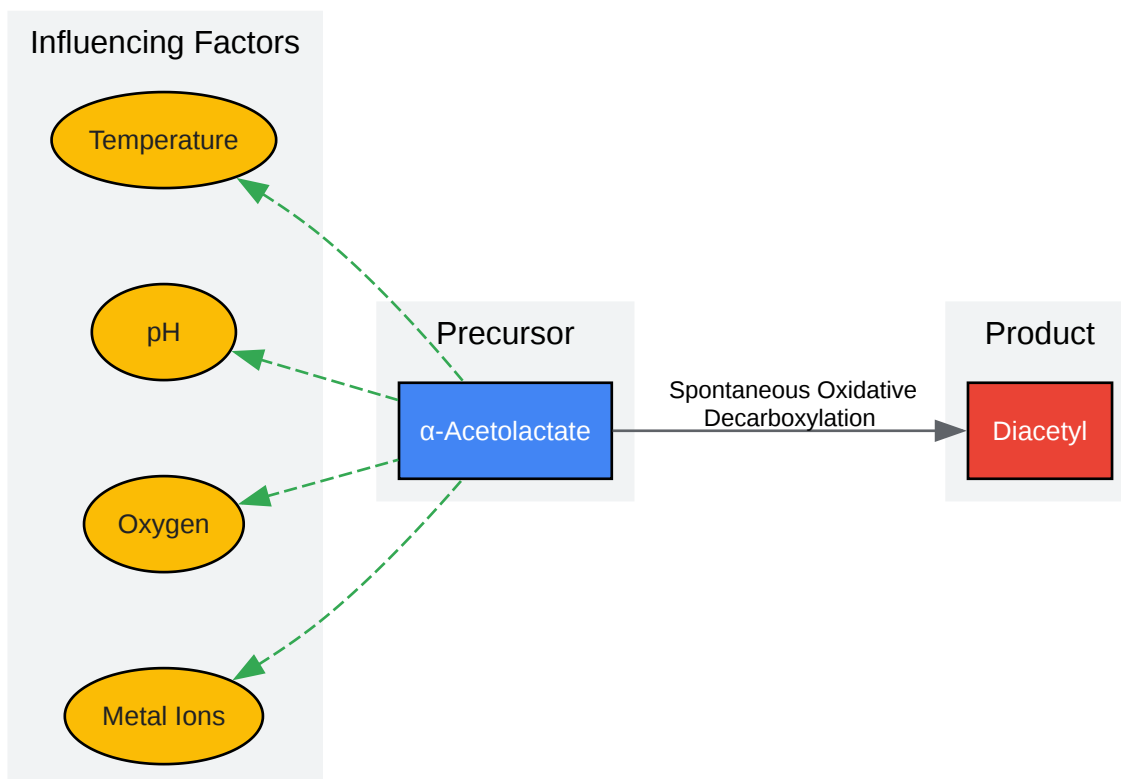 Influencing Factors
Temperature
pH
Oxygen
Metal Ions
Precursor
α-Acetolactate
Spontaneous Oxidative
Decarboxylation
Product
Diacetyl